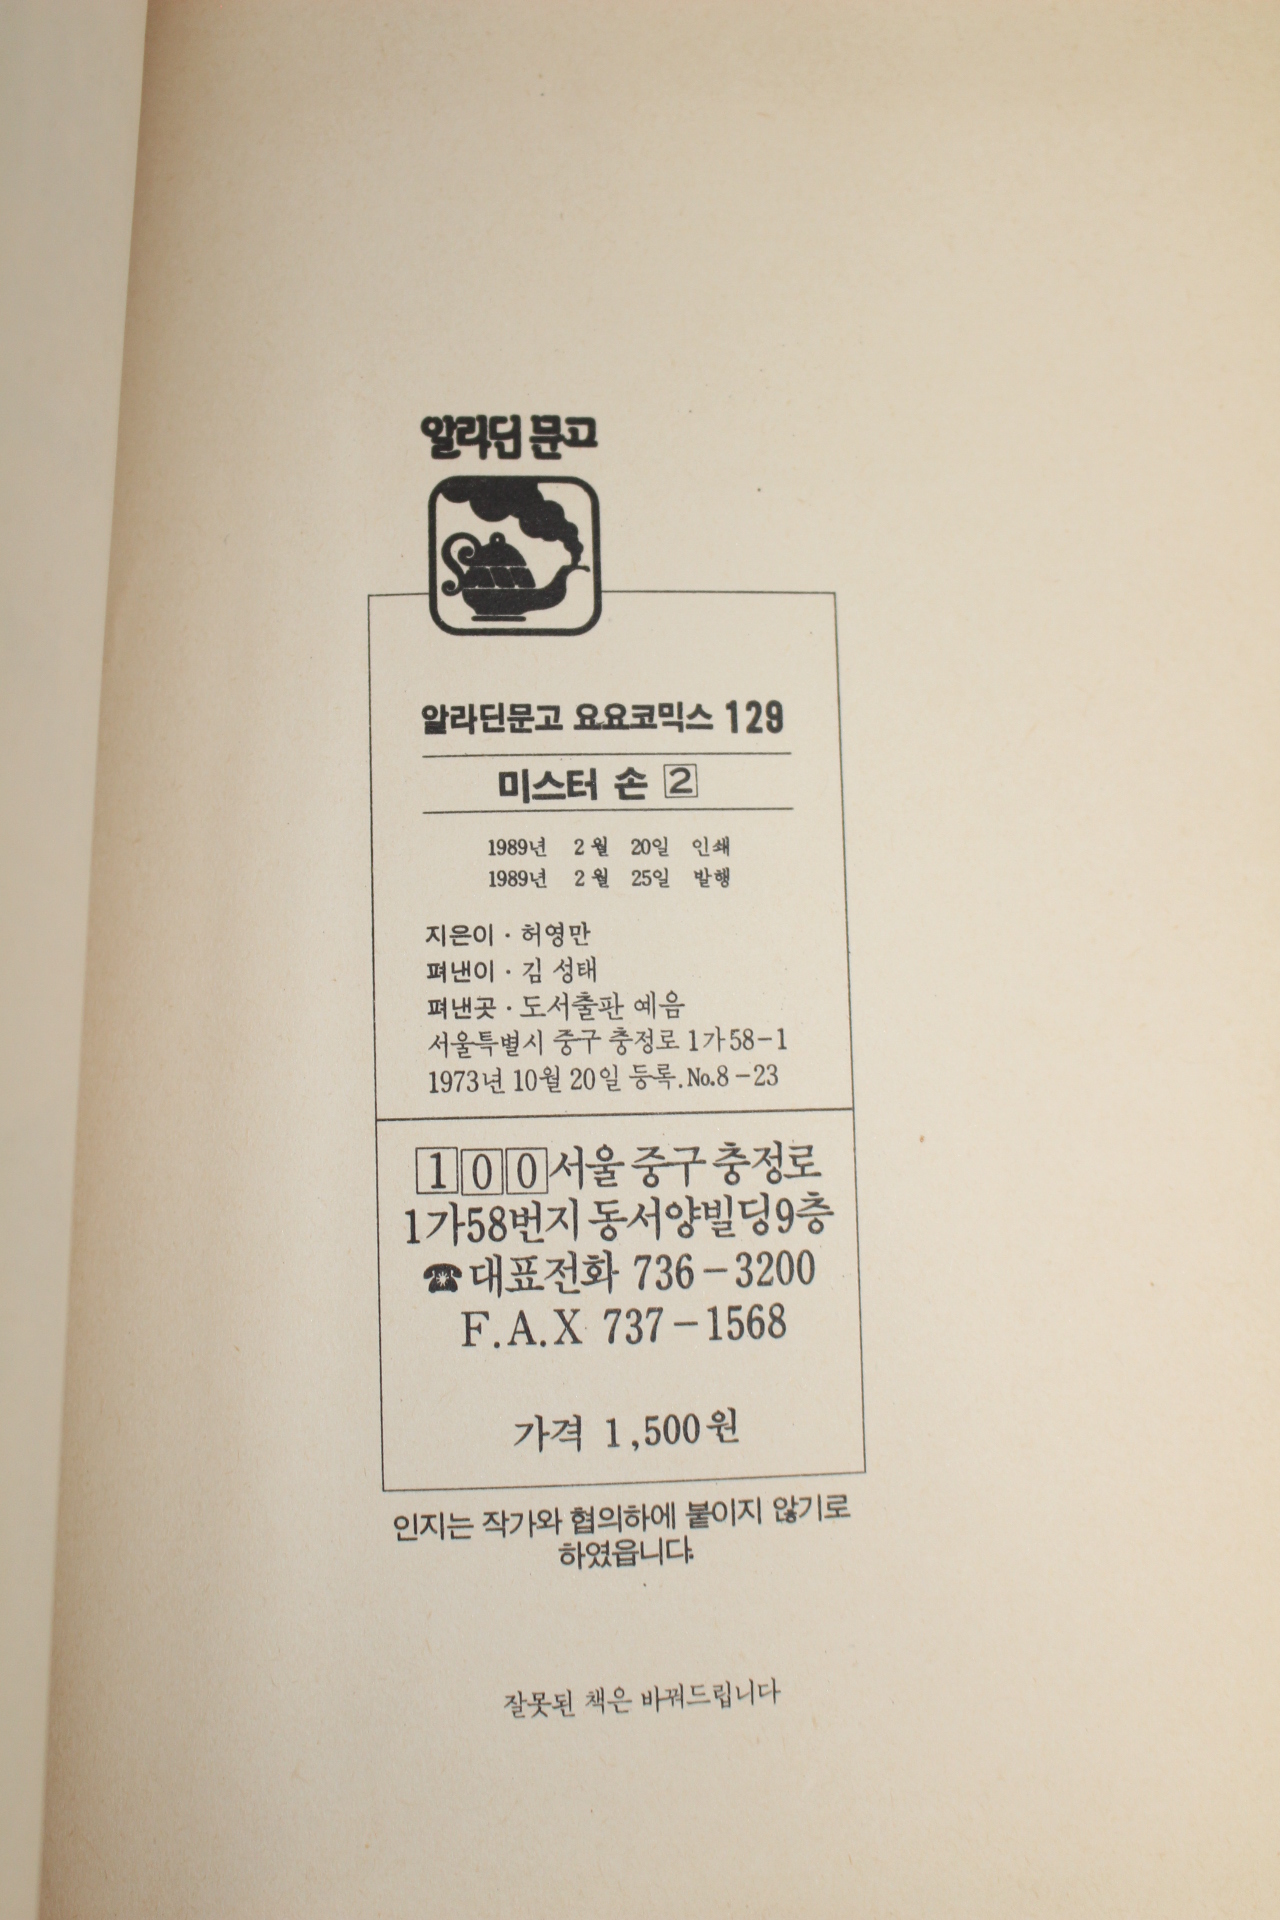 알라딘 문고
알라딘문고 요요코믹스 129
미스터 손 2
1989년 2월 20일 인쇄
1989년 2월 25일 발행
지은이 · 허영만
펴낸이 · 김 성태
펴낸곳 · 도서출판 예음
서울특별시 중구 충정로 1가 58-1
1973년 10월 20일 등록. No.8-23
100 서울 중구 충정로
1가58번지 동서양빌딩9층
☎대표전화 736-3200
F.A.X 737-1568
가격 1,500원
인지는 작가와 협의하에 붙이지 않기로
하였읍니다.
잘못된 책은 바꿔드립니다